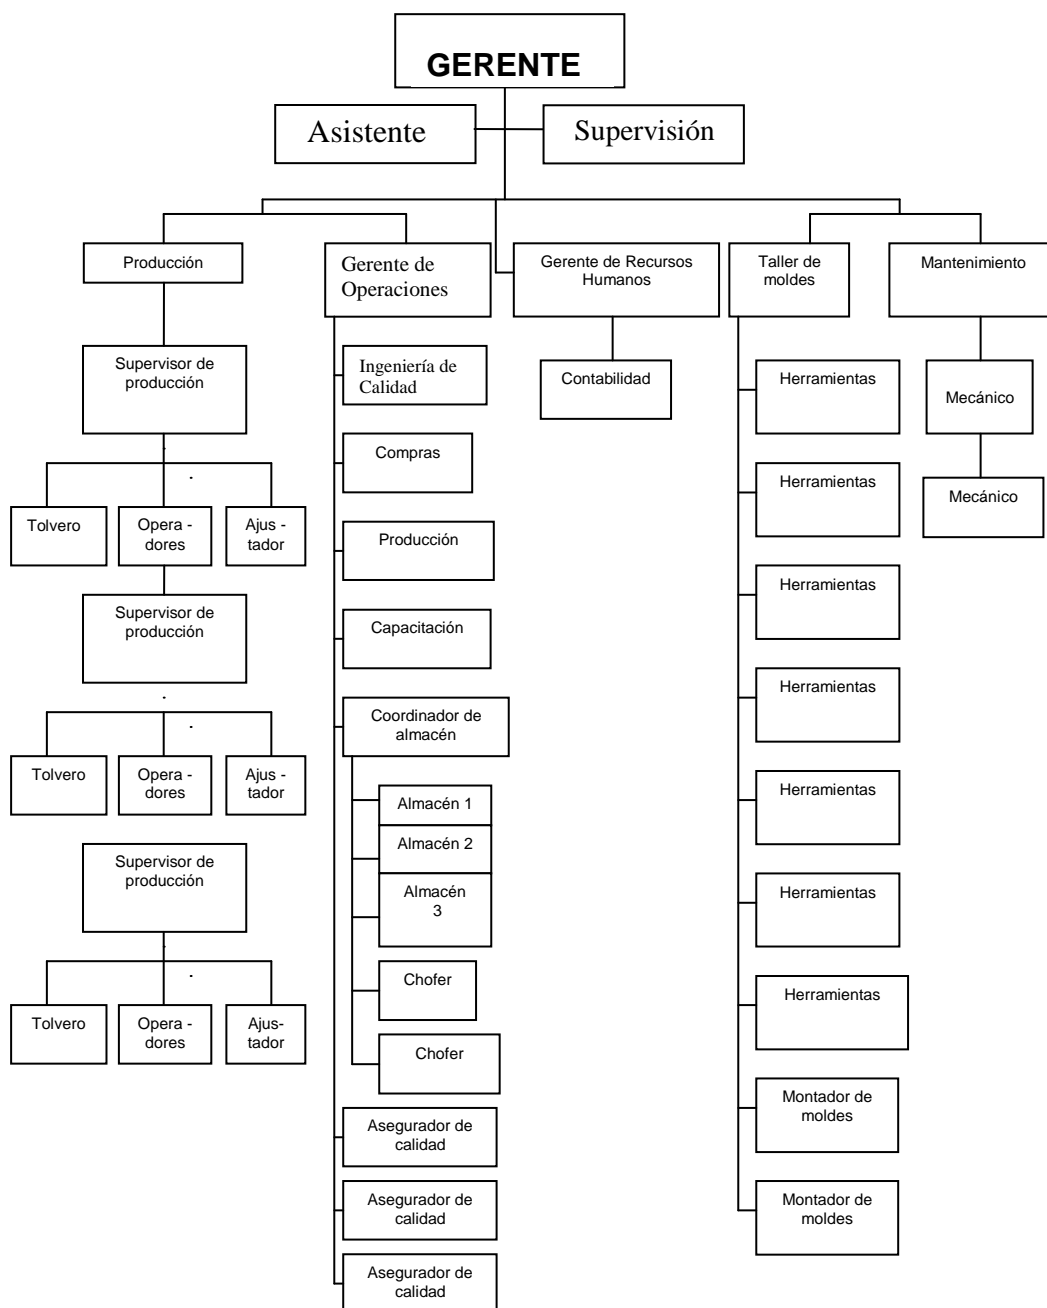 GERENTE
Asistente
Supervisión
Producción
Gerente de
Operaciones
Gerente de Recursos
Humanos
Taller de
moldes
Mantenimiento
Supervisor de
producción
Ingeniería de
Calidad
Contabilidad
Herramientas
Mecánico
Compras
Herramientas
Mecánico
Tolvero
Opera -
dores
Ajus -
tador
Producción
Herramientas
Supervisor de
producción
Capacitación
Herramientas
Coordinador de
almacén
Tolvero
Opera -
dores
Ajus -
tador
Almacén 1
Herramientas
Almacén 2
Supervisor de
producción
Almacén
3
Herramientas
Chofer
Herramientas
Tolvero
Opera -
dores
Ajus-
tador
Chofer
Montador de
moldes
Asegurador de
calidad
Asegurador de
calidad
Montador de
moldes
Asegurador de
calidad